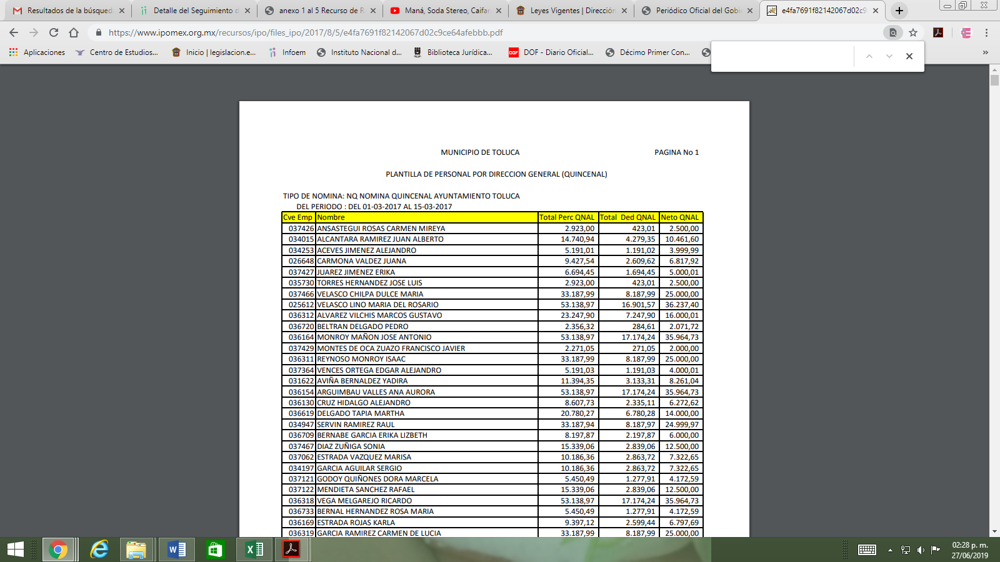 Resultados de la búsqued
Detalle del Seguimiento d
anexo 1 al 5 Recurso de R
Maná, Soda Stereo, Caifan
Leyes Vigentes | Dirección
Periódico Oficial del Gobi
e4fa7691f82142067d02c9
https://www.ipomex.org.mx/recursos/ipo/files_ipo/2017/8/5/e4fa7691f82142067d02c9ce64afebbb.pdf
Aplicaciones
Centro de Estudios...
Inicio | legislacion.e...
Infoem
Instituto Nacional d...
Biblioteca Jurídica...
DOF - Diario Oficial...
Décimo Primer Con...
MUNICIPIO DE TOLUCA PAGINA No 1
PLANTILLA DE PERSONAL POR DIRECCION GENERAL (QUINCENAL)
TIPO DE NOMINA: NQ NOMINA QUINCENAL AYUNTAMIENTO TOLUCA
DEL PERIODO : DEL 01-03-2017 AL 15-03-2017
Cve Emp Nombre Total Perc QNAL Total Ded QNAL Neto QNAL
037426 ANSASTEGUI ROSAS CARMEN MIREYA 2.923,00 423,01 2.500,00
034015 ALCANTARA RAMIREZ JUAN ALBERTO 14.740,94 4.279,35 10.461,60
034253 ACEVES JIMENEZ ALEJANDRO 5.191,01 1.191,02 3.999,99
026648 CARMONA VALDEZ JUANA 9.427,54 2.609,62 6.817,92
037427 JUAREZ JIMENEZ ERIKA 6.694,45 1.694,45 5.000,01
035730 TORRES HERNANDEZ JOSE LUIS 2.923,00 423,01 2.500,00
037466 VELASCO CHILPA DULCE MARIA 33.187,99 8.187,99 25.000,00
025612 VELASCO LINO MARIA DEL ROSARIO 53.138,97 16.901,57 36.237,40
036312 ALVAREZ VILCHIS MARCOS GUSTAVO 23.247,90 7.247,90 16.000,01
036720 BELTRAN DELGADO PEDRO 2.356,32 284,61 2.071,72
036164 MONROY MAÑON JOSE ANTONIO 53.138,97 17.174,24 35.964,73
037429 MONTES DE OCA ZUAZO FRANCISCO JAVIER 2.271,05 271,05 2.000,00
036311 REYNOSO MONROY ISAAC 33.187,99 8.187,99 25.000,00
037364 VENCES ORTEGA EDGAR ALEJANDRO 5.191,03 1.191,03 4.000,01
031622 AVIÑA BERNALDEZ YADIRA 11.394,35 3.133,31 8.261,04
036154 ARGUIMBAU VALLES ANA AURORA 53.138,97 17.174,24 35.964,73
036130 CRUZ HIDALGO ALEJANDRO 8.607,73 2.335,11 6.272,62
036619 DELGADO TAPIA MARTHA 20.780,27 6.780,28 14.000,00
034947 SERVIN RAMIREZ RAUL 33.187,94 8.187,97 24.999,97
036709 BERNABE GARCIA ERIKA LIZBETH 8.197,87 2.197,87 6.000,00
037467 DIAZ ZUÑIGA SONIA 15.339,06 2.839,06 12.500,00
037062 ESTRADA VAZQUEZ MARISA 10.186,36 2.863,72 7.322,65
034197 GARCIA AGUILAR SERGIO 10.186,36 2.863,72 7.322,65
037121 GODOY QUIÑONES DORA MARCELA 5.450,49 1.277,91 4.172,59
037122 MENDIETA SANCHEZ RAFAEL 15.339,06 2.839,06 12.500,00
036318 VEGA MELGAREJO RICARDO 53.138,97 17.174,24 35.964,73
036733 BERNAL HERNANDEZ ROSA MARIA 5.450,49 1.277,91 4.172,59
036169 ESTRADA ROJAS KARLA 9.397,12 2.599,44 6.797,69
036319 GARCIA RAMIREZ CARMEN DE LUCIA 33.187,99 8.187,99 25.000,00
02:28 p. m.
27/06/2019